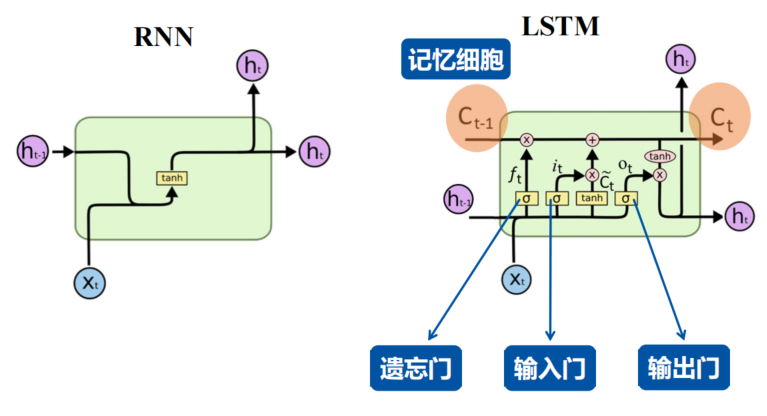 RNN
h_t
h_{t-1}
tanh
h_t
x_t
LSTM
记忆细胞
h_t
C_{t-1}
C_t
×
+
tanh
f_t
i_t
×
C̃_t
o_t
×
σ
σ
tanh
σ
h_{t-1}
h_t
x_t
遗忘门
输入门
输出门